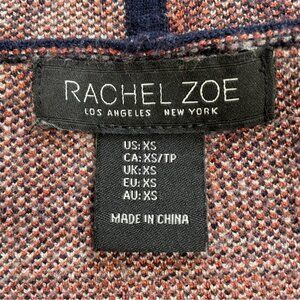 RACHEL ZOE
LOS ANGELES NEW YORK
US: XS
CA: XS/TP
UK: XS
EU: XS
AU: XS
MADE IN CHINA